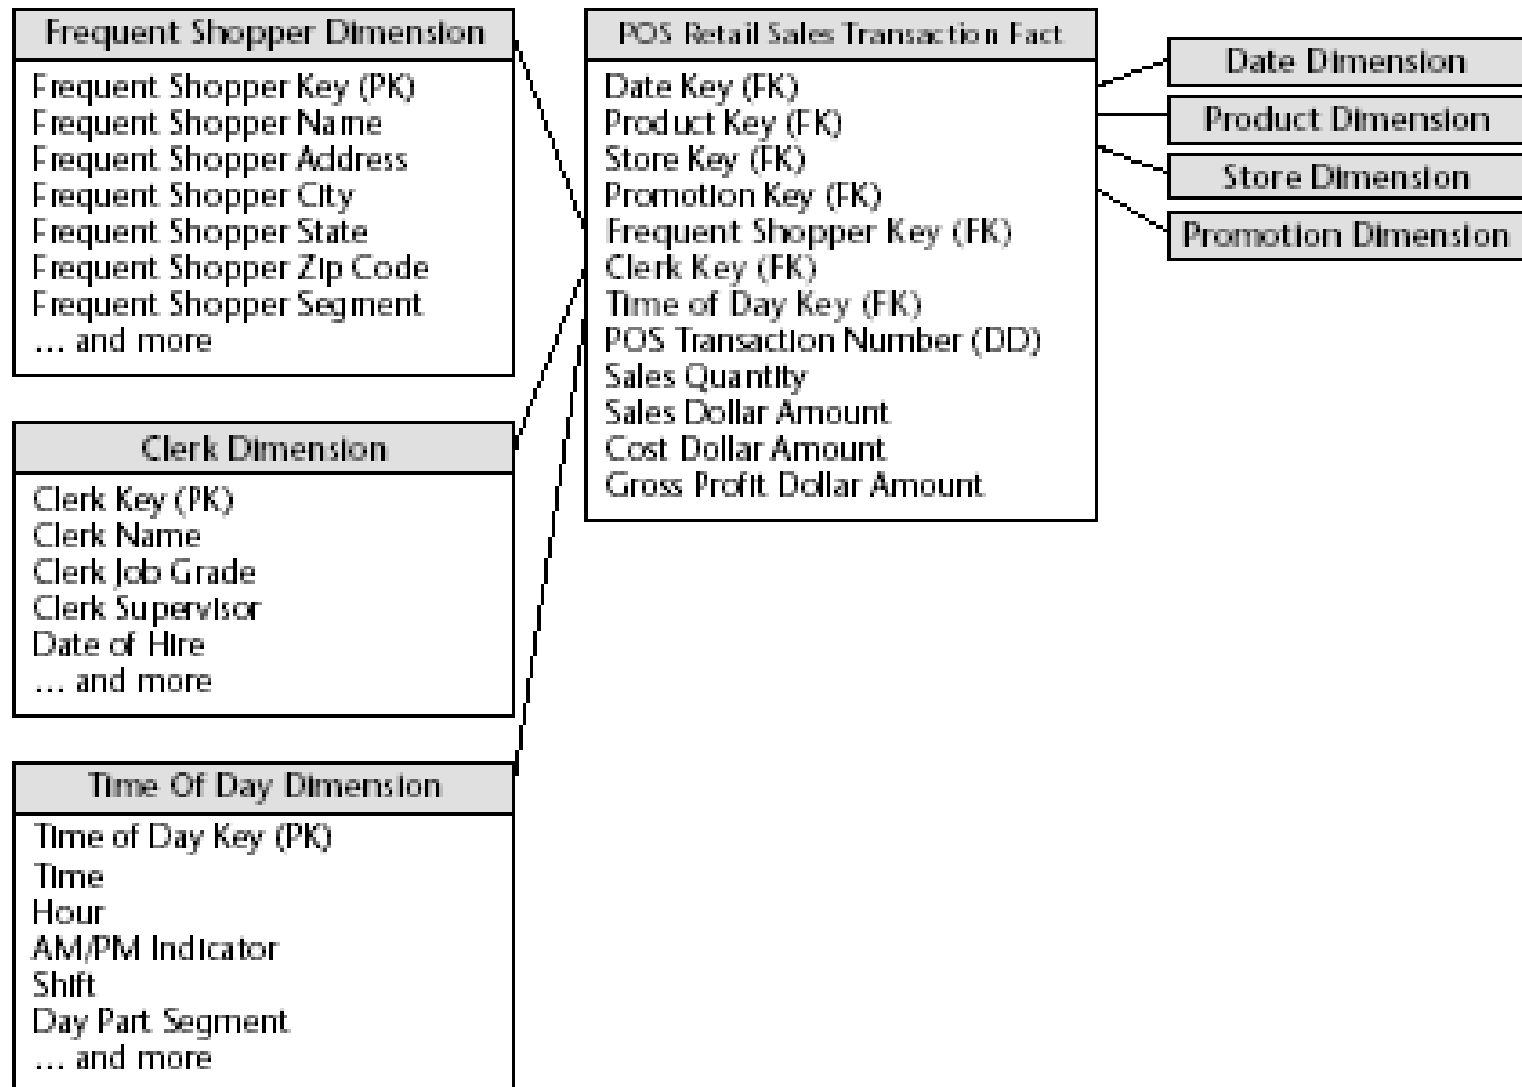 Frequent Shopper Dimension
Frequent Shopper Key (PK)
Frequent Shopper Name
Frequent Shopper Address
Frequent Shopper City
Frequent Shopper State
Frequent Shopper Zip Code
Frequent Shopper Segment
... and more
Clerk Dimension
Clerk Key (PK)
Clerk Name
Clerk Job Grade
Clerk Supervisor
Date of Hire
... and more
Time Of Day Dimension
Time of Day Key (PK)
Time
Hour
AM/PM Indicator
Shift
Day Part Segment
... and more
POS Retail Sales Transaction Fact
Date Key (FK)
Product Key (FK)
Store Key (FK)
Promotion Key (FK)
Frequent Shopper Key (FK)
Clerk Key (FK)
Time of Day Key (FK)
POS Transaction Number (DD)
Sales Quantity
Sales Dollar Amount
Cost Dollar Amount
Gross Profit Dollar Amount
Date Dimension
Product Dimension
Store Dimension
Promotion Dimension